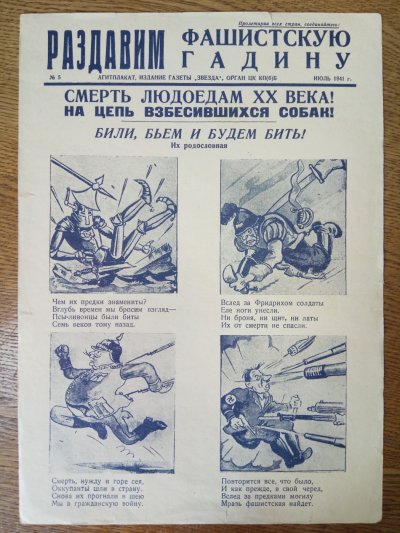 Пролетарии всех стран, соединяйтесь!
РАЗДАВИМ ФАШИСТСКУЮ ГАДИНУ
№ 5 АГИТПЛАКАТ, ИЗДАНИЕ ГАЗЕТЫ „ЗВЕЗДА", ОРГАН ЦК КП(б)Б ИЮЛЬ 1941 г.
СМЕРТЬ ЛЮДОЕДАМ XX ВЕКА!
НА ЦЕПЬ ВЗБЕСИВШИХСЯ СОБАК!
БИЛИ, БЬЕМ И БУДЕМ БИТЬ!
Их родословная
Чем их предки знамениты?
Вглубь времен мы бросим взгляд—
Псы-ливонцы были биты
Семь веков тому назад.
Вслед за Фридрихом солдаты
Еле ноги унесли.
Ни броня, ни щит, ни латы
Их от смерти не спасли.
Смерть, нужду и горе сея,
Оккупанты шли в страну.
Снова их прогнали в шею
Мы в гражданскую войну.
Повторится все, что было,
И как прежде, в свой черед,
Вслед за предками могилу
Мразь фашистская найдет.